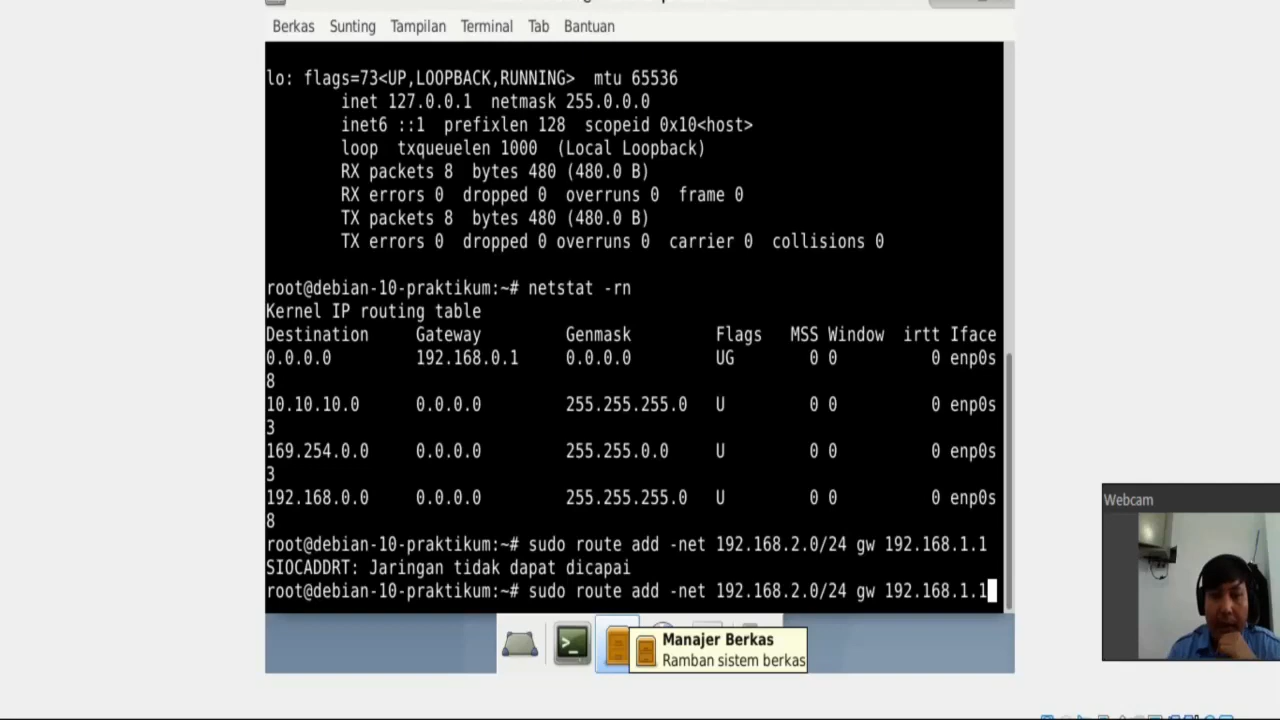 Berkas Sunting Tampilan Terminal Tab Bantuan
lo: flags=73<UP,LOOPBACK,RUNNING>  mtu 65536
        inet 127.0.0.1  netmask 255.0.0.0
        inet6 ::1  prefixlen 128  scopeid 0x10<host>
        loop  txqueuelen 1000  (Local Loopback)
        RX packets 8  bytes 480 (480.0 B)
        RX errors 0  dropped 0  overruns 0  frame 0
        TX packets 8  bytes 480 (480.0 B)
        TX errors 0  dropped 0 overruns 0  carrier 0  collisions 0
root@debian-10-praktikum:~# netstat -rn
Kernel IP routing table
Destination     Gateway         Genmask         Flags   MSS Window  irtt Iface
0.0.0.0         192.168.0.1     0.0.0.0         UG        0 0          0 enp0s
8
10.10.10.0      0.0.0.0         255.255.255.0   U         0 0          0 enp0s
3
169.254.0.0     0.0.0.0         255.255.0.0     U         0 0          0 enp0s
3
192.168.0.0     0.0.0.0         255.255.255.0   U         0 0          0 enp0s
8
root@debian-10-praktikum:~# sudo route add -net 192.168.2.0/24 gw 192.168.1.1
SIOCADDRT: Jaringan tidak dapat dicapai
root@debian-10-praktikum:~# sudo route add -net 192.168.2.0/24 gw 192.168.1.1
Manajer Berkas
Ramban sistem berkas
Webcam